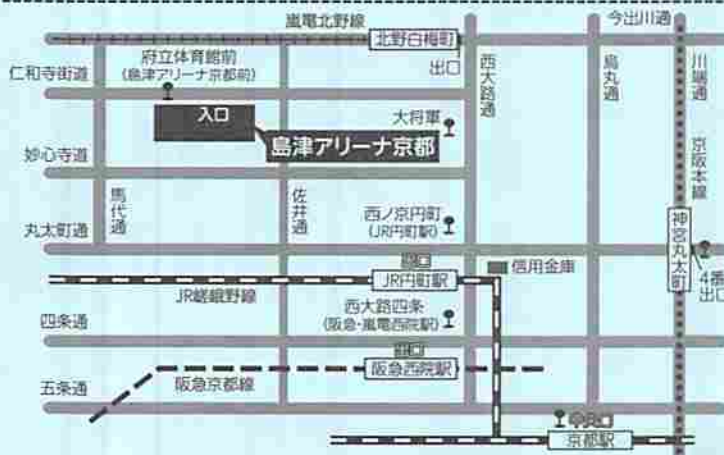 嵐電北野線
今出川通
北野白梅町
出口
仁和寺街道
府立体育館前
(島津アリーナ京都前)
西大路通
烏丸通
川端通
京阪本線
入口
大将軍
島津アリーナ京都
妙心寺道
馬代通
佐井通
西ノ京円町
(JR円町駅)
丸太町通
神宮丸太町
4番
出口
信用金庫
JR円町駅
JR嵯峨野線
西大路四条
(阪急・嵐電西院駅)
四条通
阪急西院駅
阪急京都線
五条通
中央口
京都駅